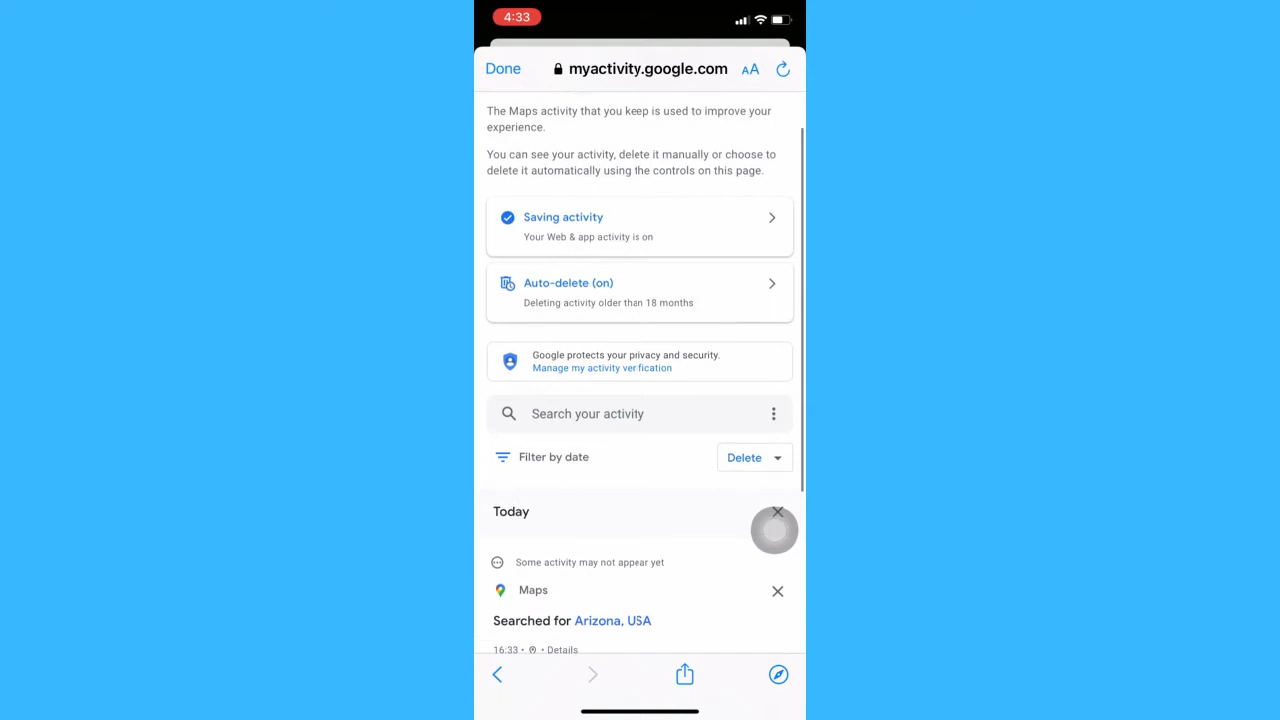 4:33
Done
myactivity.google.com
AA
The Maps activity that you keep is used to improve your
experience.
You can see your activity, delete it manually or choose to
delete it automatically using the controls on this page.
Saving activity
Your Web & app activity is on
Auto-delete (on)
Deleting activity older than 18 months
Google protects your privacy and security.
Manage my activity verification
Search your activity
Filter by date
Delete
Today
Some activity may not appear yet
Maps
Searched for Arizona, USA
16:33 • • Details